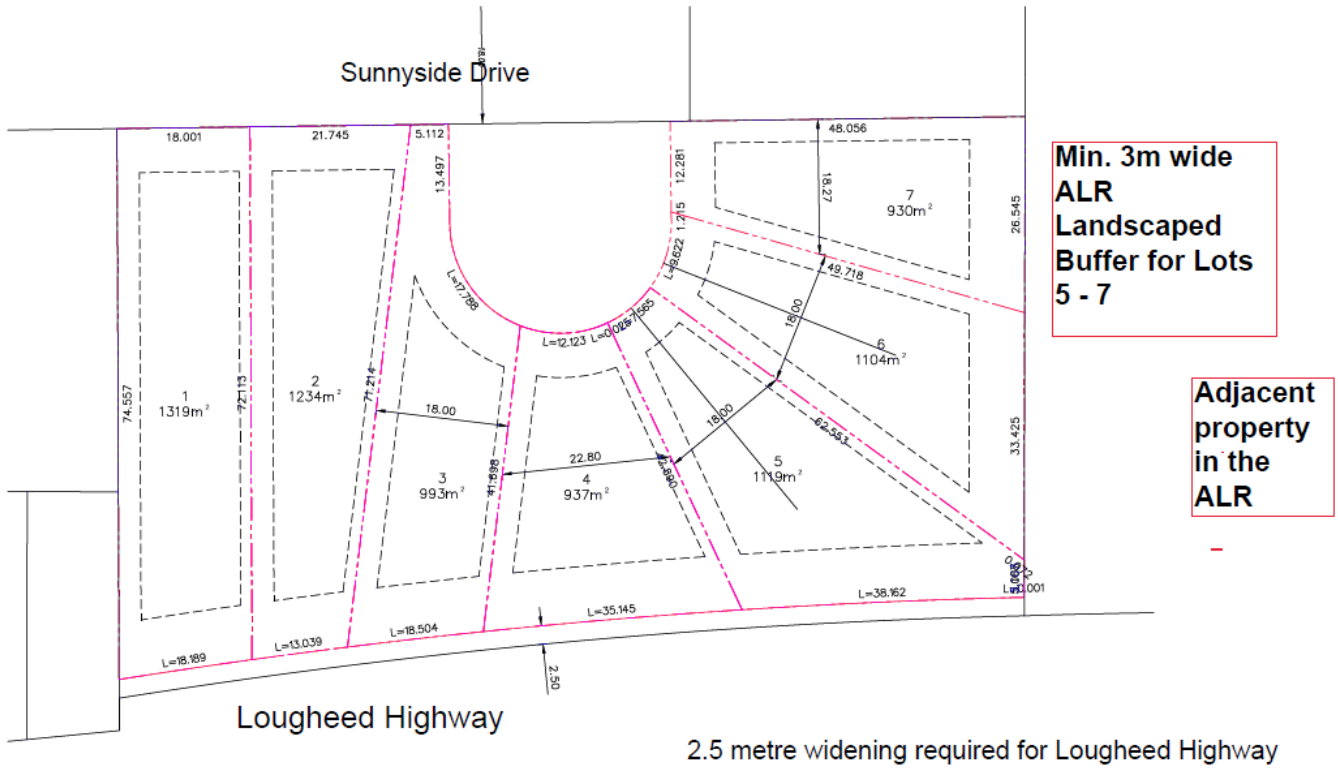 Sunnyside Drive
18.001
21.745
5.112
48.056
13.497
12.281
1.215
L=9.622
18.27
7
930m²
26.545
Min. 3m wide
ALR
Landscaped
Buffer for Lots
5 - 7
49.718
L=17.788
L=12.123
18.00
6
1104m²
74.557
1
1319m²
72.113
2
1234m²
71.214
18.00
18.00
62.553
33.425
Adjacent
property
in the
ALR
3
993m²
41.698
22.80
4
937m²
5
1119m²
L=18.189
L=13.039
L=18.504
L=35.145
L=38.162
2.50
Lougheed Highway
2.5 metre widening required for Lougheed Highway